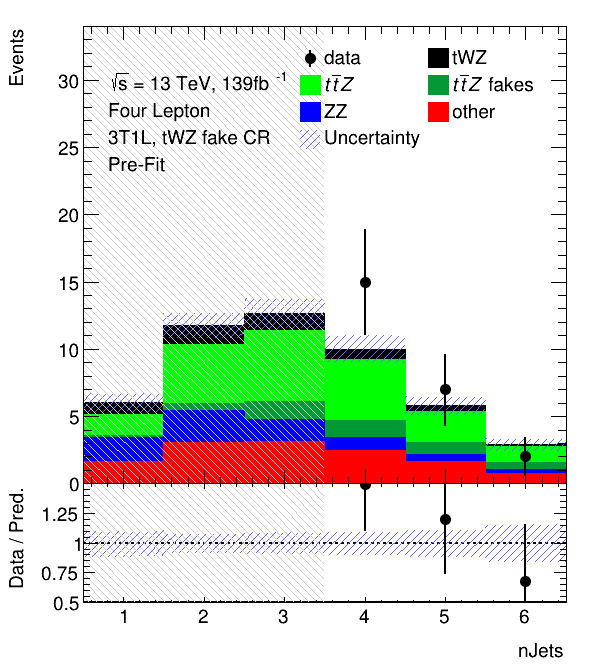 Events
30
25
20
15
10
5
0
√s = 13 TeV, 139fb⁻¹
Four Lepton
3T1L, tWZ fake CR
Pre-Fit
data
tt̄Z
ZZ
Uncertainty
tWZ
tt̄Z fakes
other
Data / Pred.
1.25
1
0.75
0.5
1 2 3 4 5 6
nJets